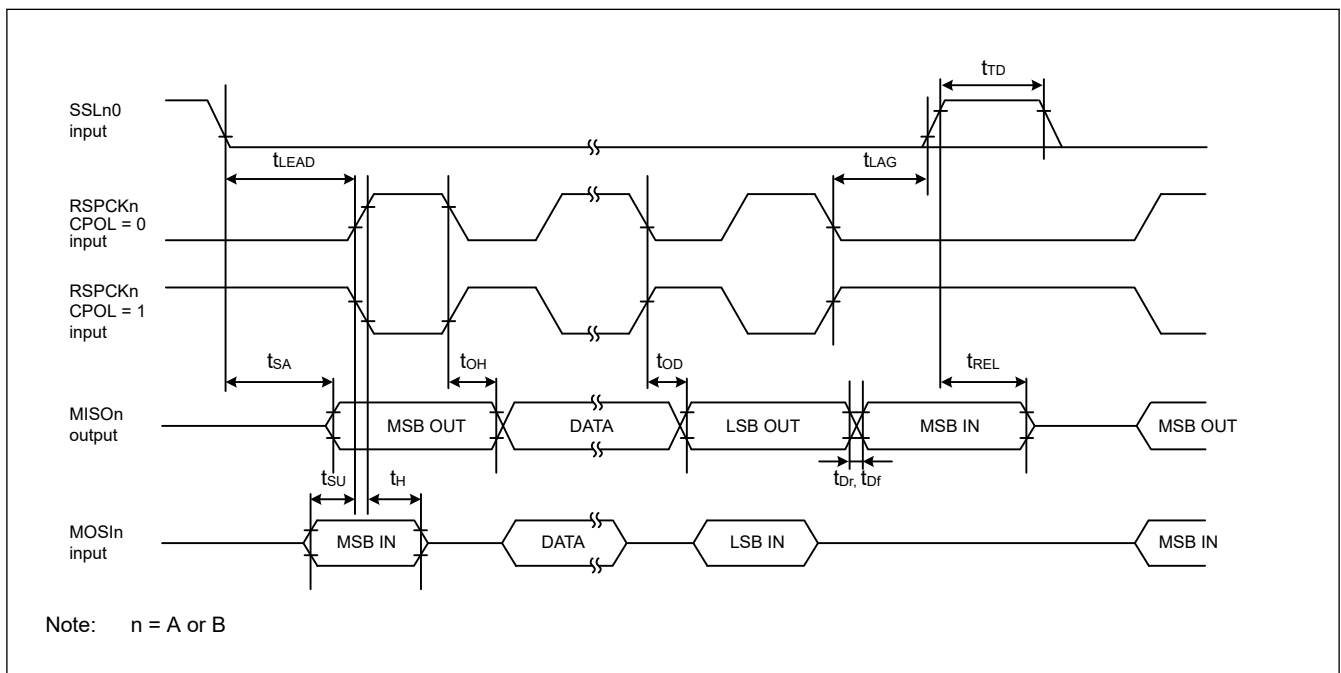 tTD
SSLn0
input
tLEAD
tLAG
RSPCKn
CPOL = 0
input
RSPCKn
CPOL = 1
input
tSA
tOH
tOD
tREL
MISOn
output
MSB OUT
DATA
LSB OUT
MSB IN
MSB OUT
tSU
tH
tDr, tDf
MOSIn
input
MSB IN
DATA
LSB IN
MSB IN
Note: n = A or B